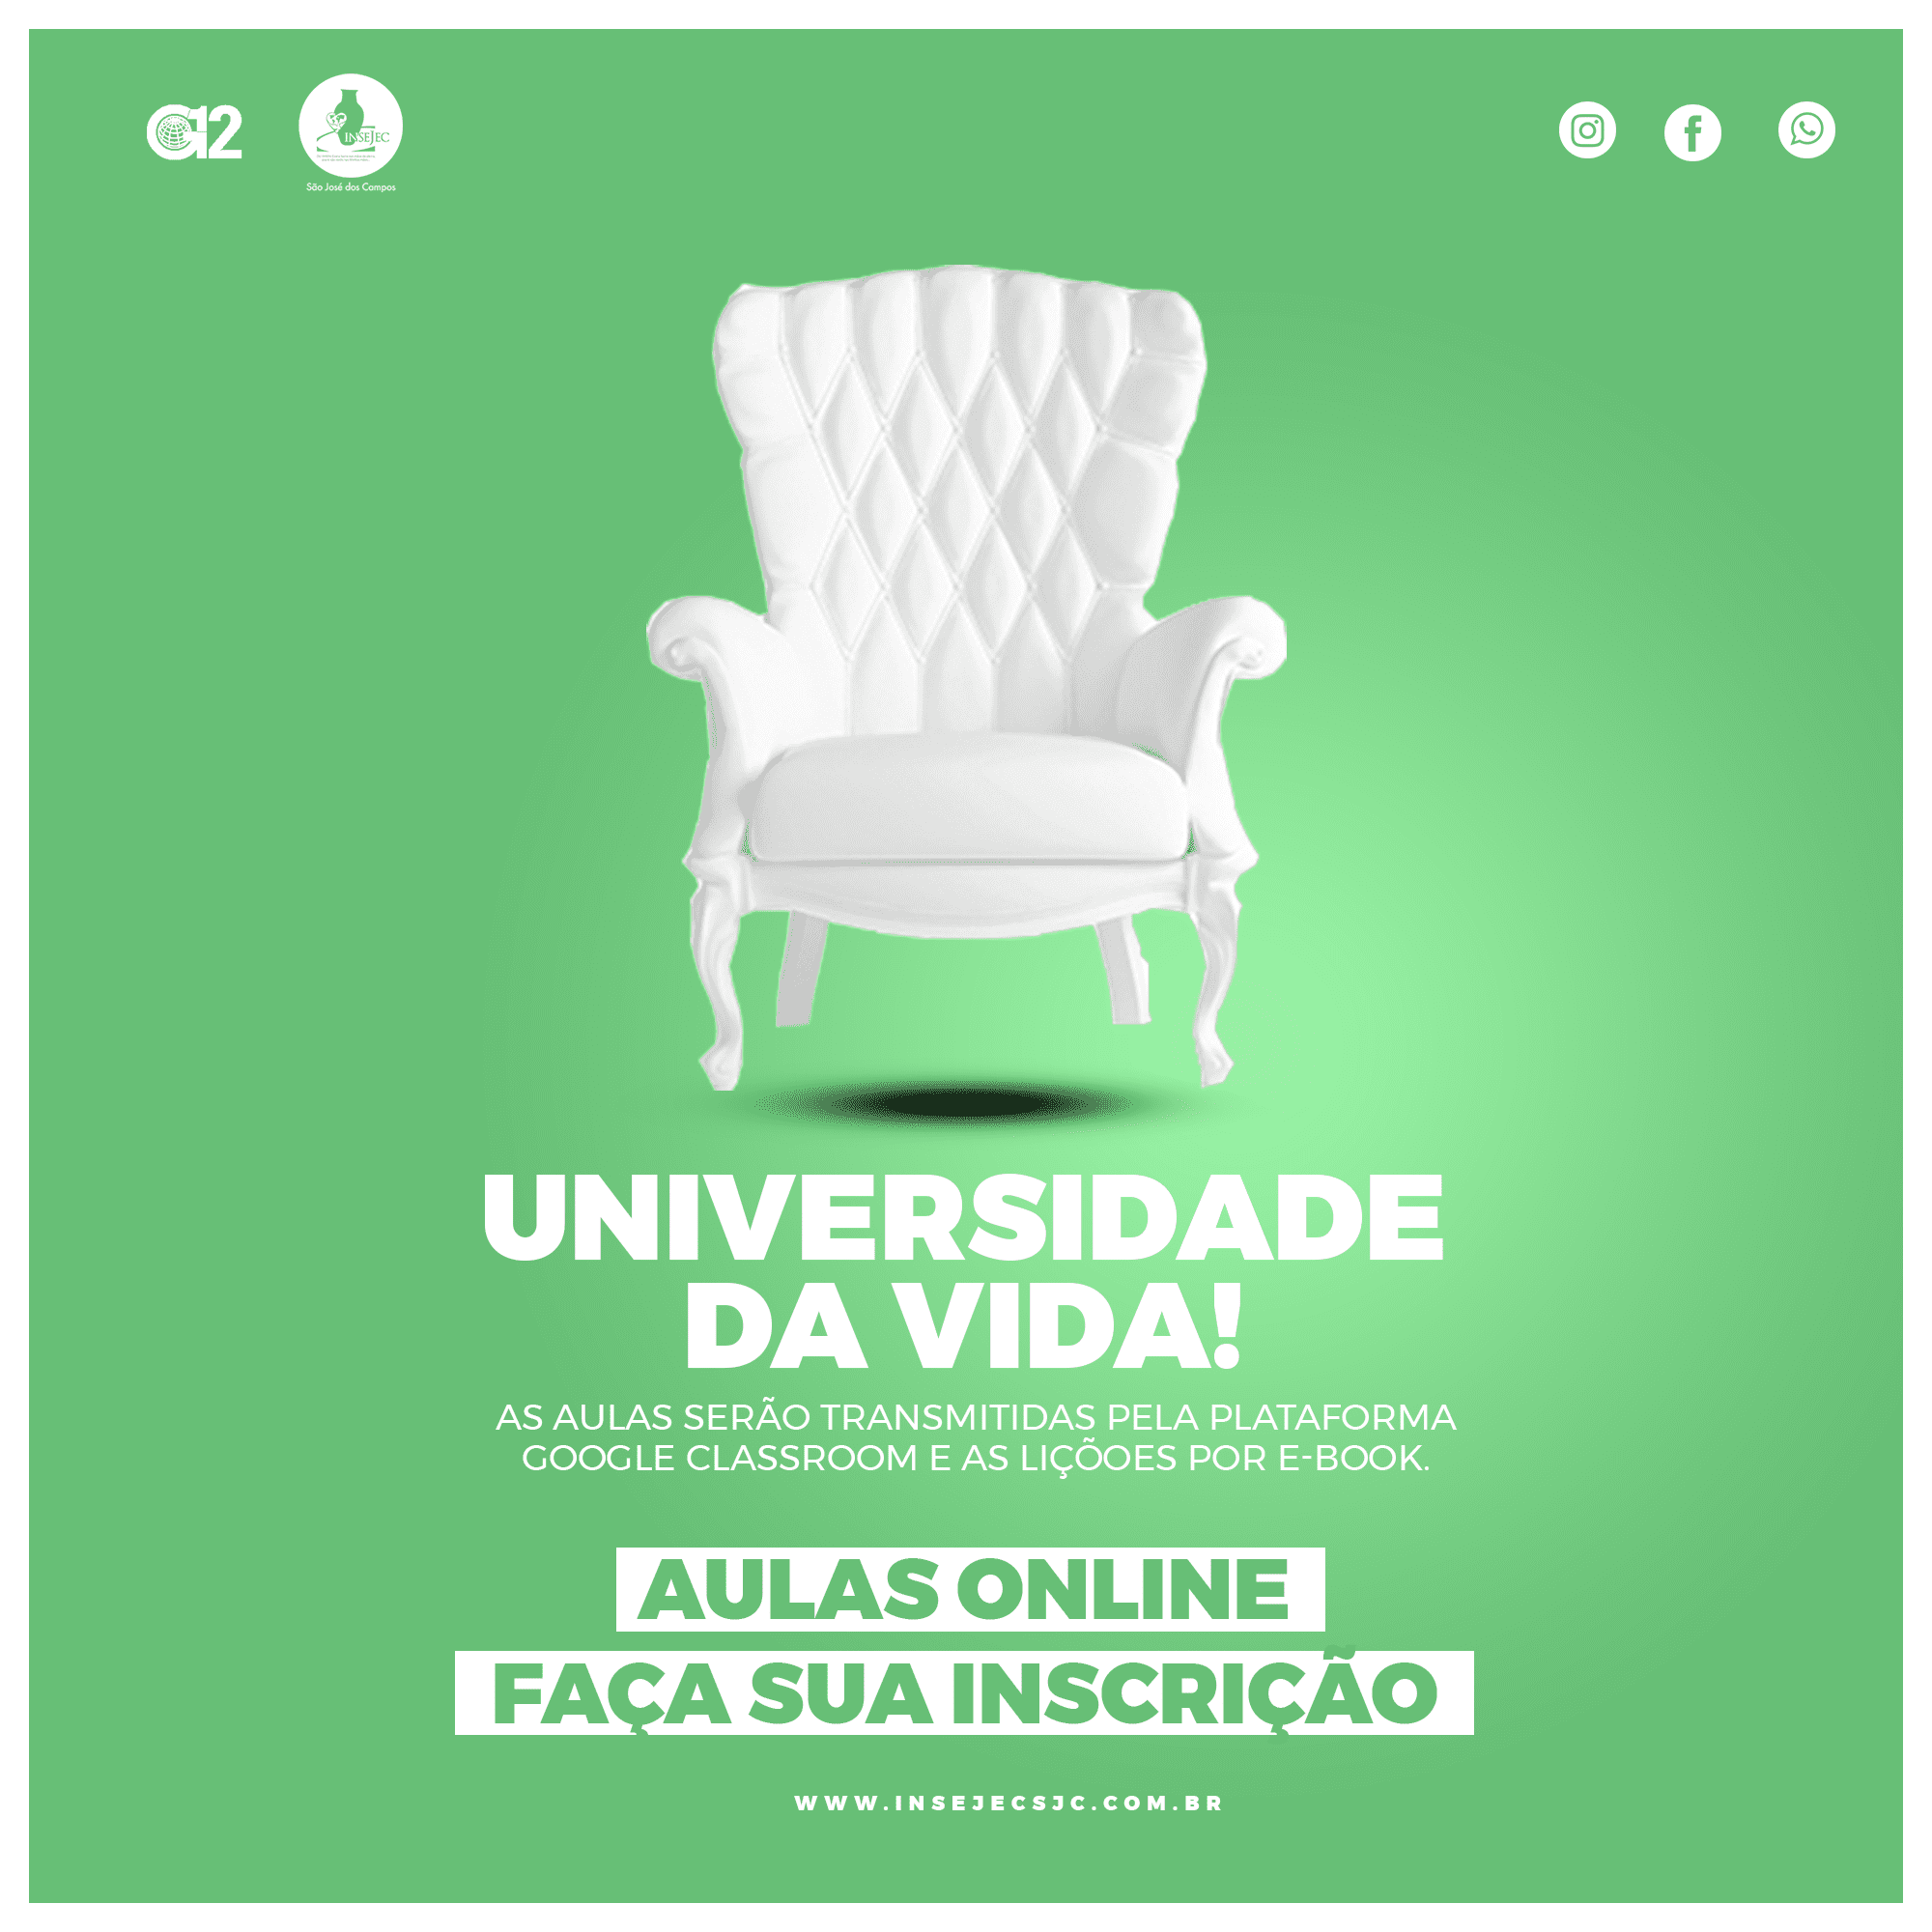 G12
INSEJEC
São José dos Campos
UNIVERSIDADE
DA VIDA!
AS AULAS SERÃO TRANSMITIDAS PELA PLATAFORMA
GOOGLE CLASSROOM E AS LIÇÕOES POR E-BOOK.
AULAS ONLINE
FAÇA SUA INSCRIÇÃO
WWW.INSEJECSJC.COM.BR